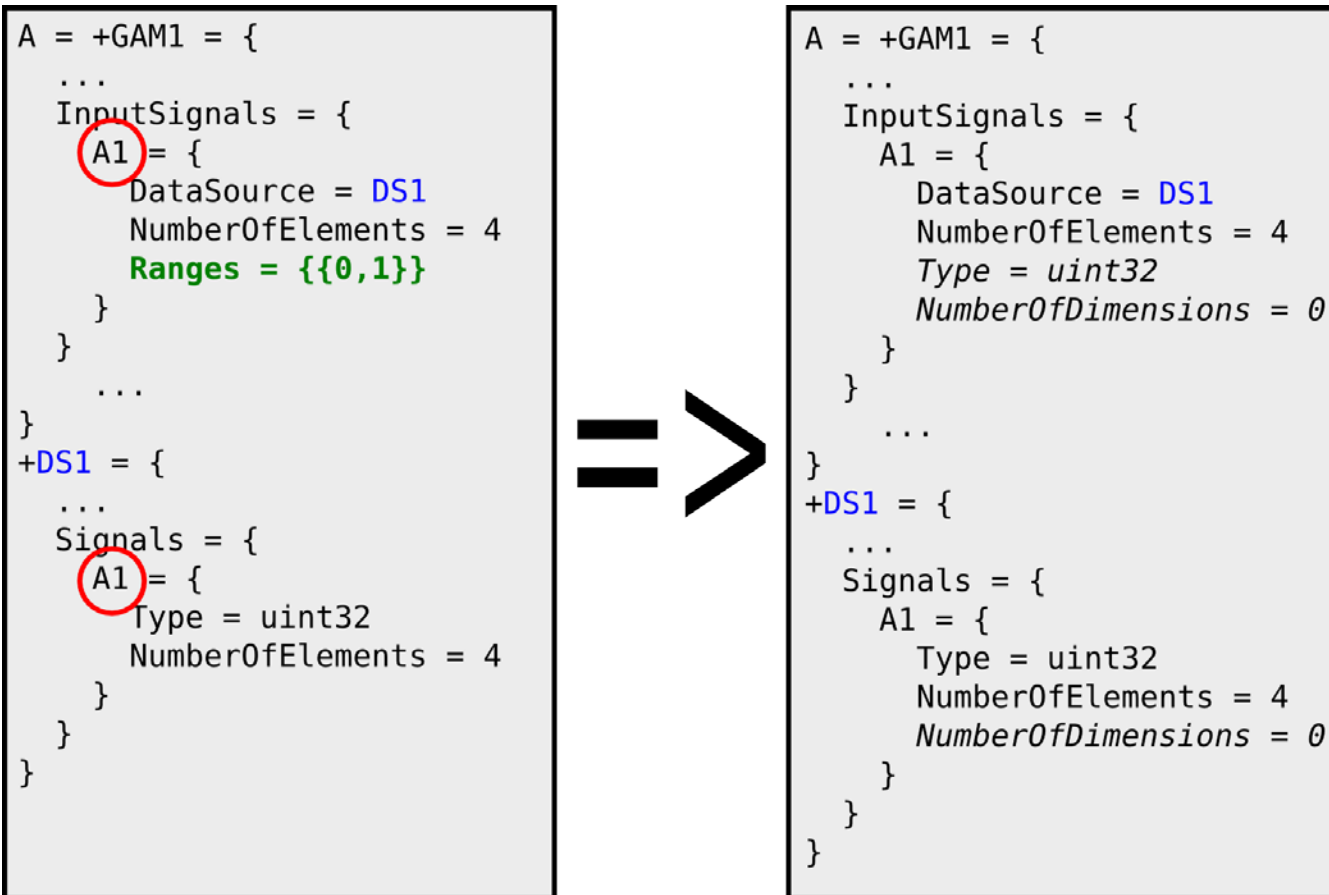 A = +GAM1 = {
...
InputSignals = {
A1 = {
DataSource = DS1
NumberOfElements = 4
Ranges = {{0,1}}
}
}
...
}
+DS1 = {
...
Signals = {
A1 = {
Type = uint32
NumberOfElements = 4
}
}
}
=>
A = +GAM1 = {
...
InputSignals = {
A1 = {
DataSource = DS1
NumberOfElements = 4
Type = uint32
NumberOfDimensions = 0
}
}
...
}
+DS1 = {
...
Signals = {
A1 = {
Type = uint32
NumberOfElements = 4
NumberOfDimensions = 0
}
}
}